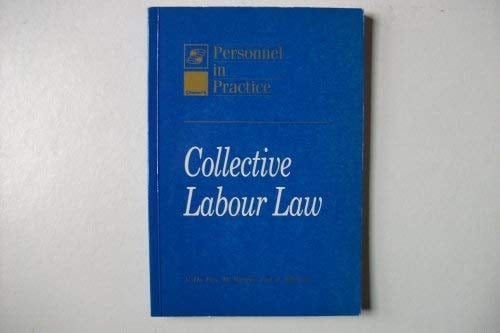 Personnel
in
Practice
Collective
Labour Law